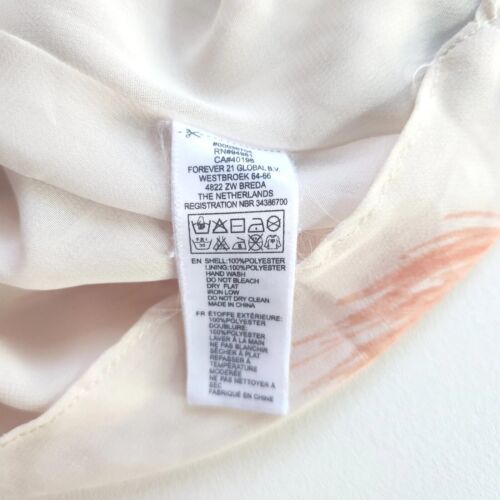 RN#94981
CA#40196
FOREVER 21 GLOBAL B.V.
WESTBROEK 64-66
4822 ZW BREDA
THE NETHERLANDS
REGISTRATION NBR 34386700
EN SHELL:100%POLYESTER
LINING:100%POLYESTER
HAND WASH
DO NOT BLEACH
DRY FLAT
IRON LOW
DO NOT DRY CLEAN
MADE IN CHINA
FR ÉTOFFE EXTÉRIEURE:
100%POLYESTER
DOUBLURE:
100%POLYESTER
LAVER À LA MAIN
NE PAS BLANCHIR
SÉCHER À PLAT
REPASSER À
TEMPÉRATURE
MODÉRÉE
NE PAS NETTOYER À
SEC
FABRIQUÉ EN CHINE